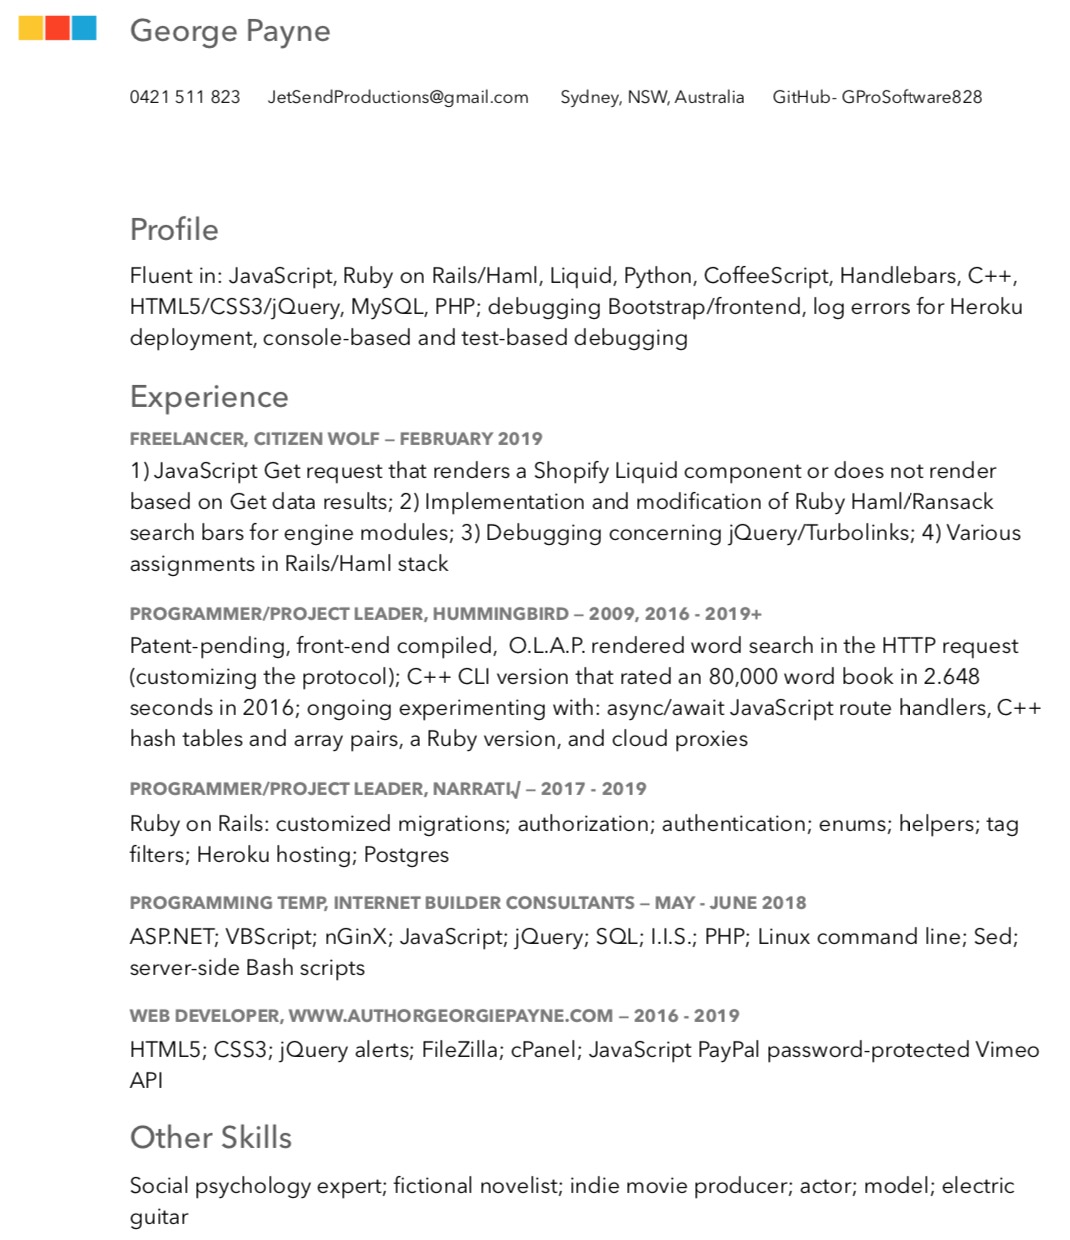 George Payne
0421 511 823 JetSendProductions@gmail.com Sydney, NSW, Australia GitHub- GProSoftware828
Profile
Fluent in: JavaScript, Ruby on Rails/Haml, Liquid, Python, CoffeeScript, Handlebars, C++,
HTML5/CSS3/jQuery, MySQL, PHP; debugging Bootstrap/frontend, log errors for Heroku
deployment, console-based and test-based debugging
Experience
FREELANCER, CITIZEN WOLF – FEBRUARY 2019
1) JavaScript Get request that renders a Shopify Liquid component or does not render
based on Get data results; 2) Implementation and modification of Ruby Haml/Ransack
search bars for engine modules; 3) Debugging concerning jQuery/Turbolinks; 4) Various
assignments in Rails/Haml stack
PROGRAMMER/PROJECT LEADER, HUMMINGBIRD – 2009, 2016 - 2019+
Patent-pending, front-end compiled, O.L.A.P. rendered word search in the HTTP request
(customizing the protocol); C++ CLI version that rated an 80,000 word book in 2.648
seconds in 2016; ongoing experimenting with: async/await JavaScript route handlers, C++
hash tables and array pairs, a Ruby version, and cloud proxies
PROGRAMMER/PROJECT LEADER, NARRATI√ – 2017 - 2019
Ruby on Rails: customized migrations; authorization; authentication; enums; helpers; tag
filters; Heroku hosting; Postgres
PROGRAMMING TEMP, INTERNET BUILDER CONSULTANTS – MAY - JUNE 2018
ASP.NET; VBScript; nGinX; JavaScript; jQuery; SQL; I.I.S.; PHP; Linux command line; Sed;
server-side Bash scripts
WEB DEVELOPER, WWW.AUTHORGEORGIEPAYNE.COM – 2016 - 2019
HTML5; CSS3; jQuery alerts; FileZilla; cPanel; JavaScript PayPal password-protected Vimeo
API
Other Skills
Social psychology expert; fictional novelist; indie movie producer; actor; model; electric
guitar